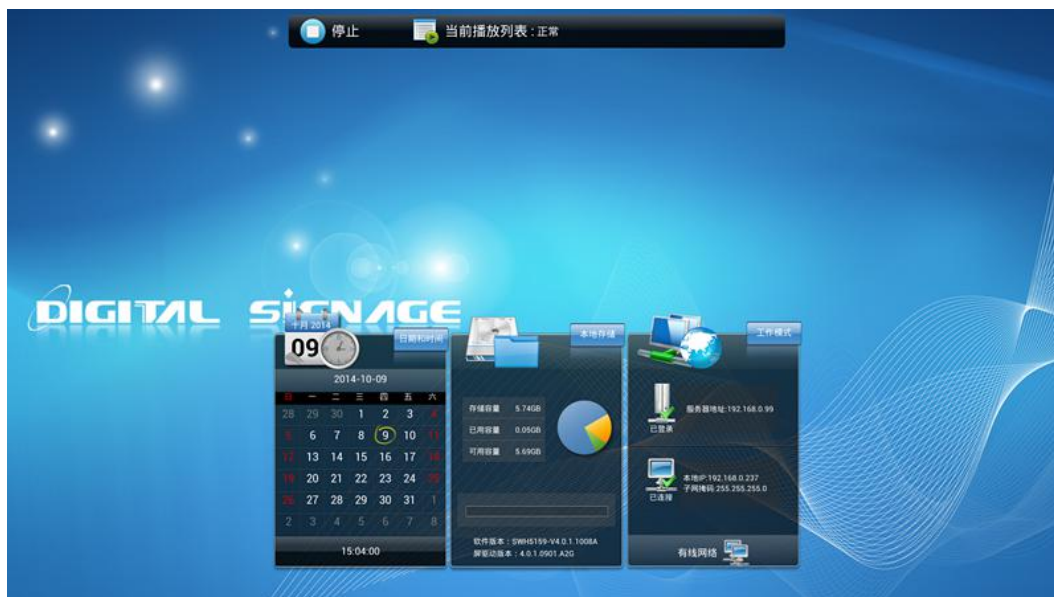 停止
当前播放列表 : 正常
DIGITAL SIGNAGE
十月 2014
09
日期和时间
2014-10-09
日 一 二 三 四 五 六
28 29 30 1 2 3 4
5 6 7 8 9 10 11
12 13 14 15 16 17 18
19 20 21 22 23 24 25
26 27 28 29 30 31 1
2 3 4 5 6 7 8
15:04:00
本地存储
存储容量 5.74GB
已用容量 0.05GB
可用容量 5.69GB
软件版本 : SWH5159-V4.0.1.1008A
屏驱动版本 : 4.0.1.0901.A2G
工作模式
服务器地址:192.168.0.99
已登录
本地IP:192.168.0.237
子网掩码:255.255.255.0
已连接
有线网络